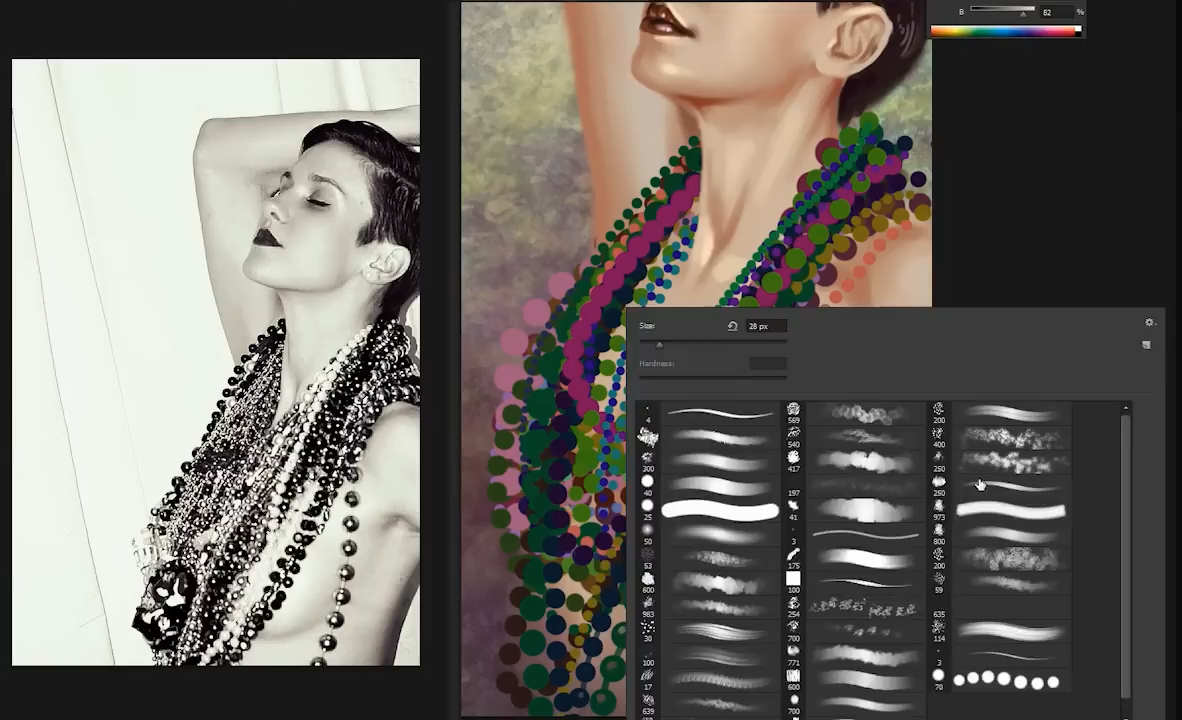 B 82 %
Size: 28 px
Hardness:
4 569 200
540 400
300 417 250
40 197 250
25 41 973
50 3 800
53 175 200
600 100 59
983 254 635
30 700 114
100 771 3
17 600 70
639 700